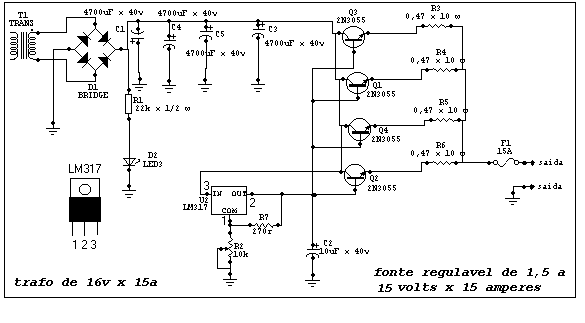 T1
TRANS
4700uF x 40v
C1
4700uF x 40v
C4
C5
4700uF x 40v
C3
4700uF x 40v
Q3
2N3055
R3
0,47 x 10 w
R4
0,47 x 10 w
Q1
2N3055
R5
0,47 x 10 w
Q4
2N3055
R6
0,47 x 10 w
Q2
2N3055
F1
15A
saida
saida
D1
BRIDGE
R1
22k x 1/2 w
D2
LED3
LM317
1 2 3
3
IN OUT
2
U2
LM317
COM
1
R7
270r
R2
10k
C2
10uF x 40v
trafo de 16v x 15a
fonte regulavel de 1,5 a
15 volts x 15 amperes